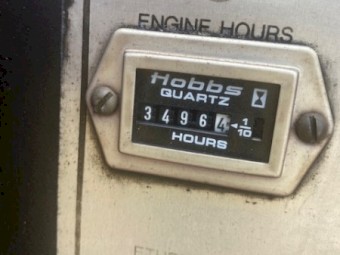 ENGINE HOURS
Hobbs
QUARTZ
34964 1/10
HOURS